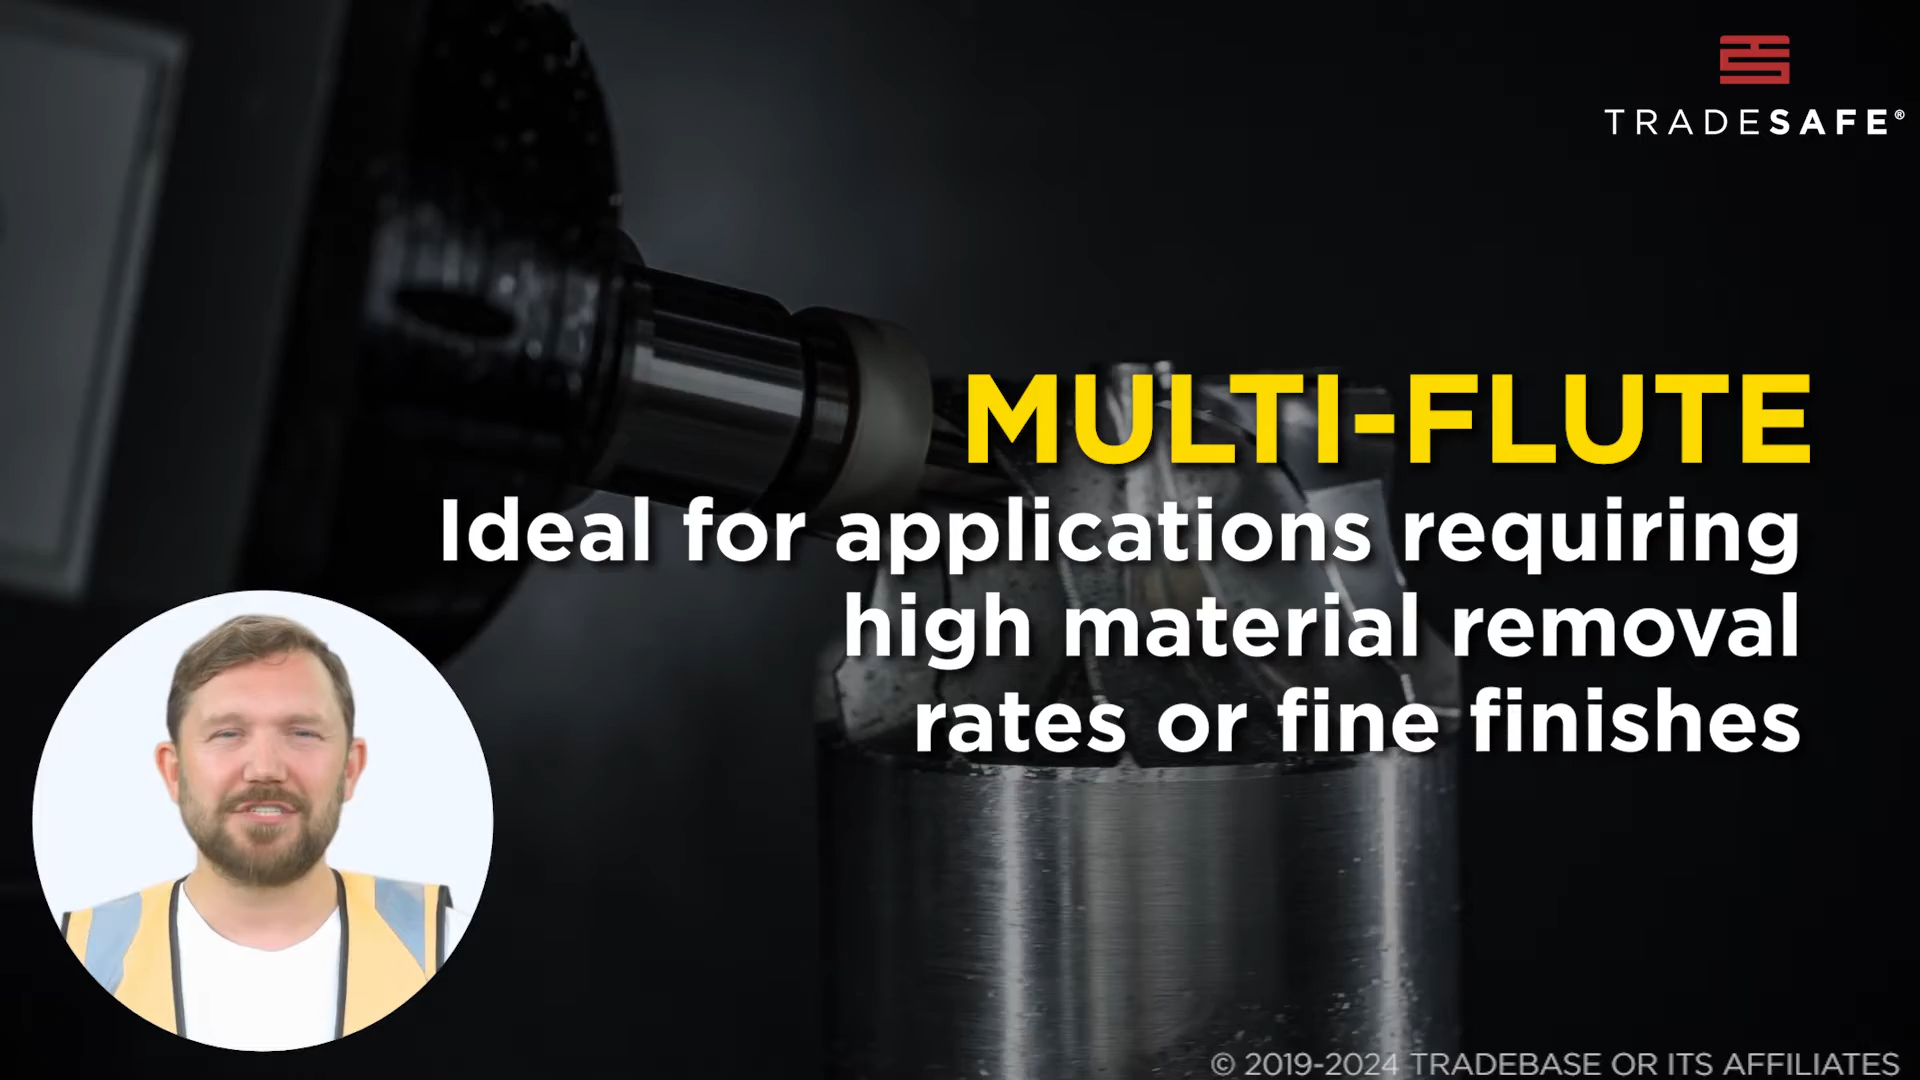 TRADESAFE®
MULTI-FLUTE
Ideal for applications requiring
high material removal
rates or fine finishes
© 2019-2024 TRADEBASE OR ITS AFFILIATES